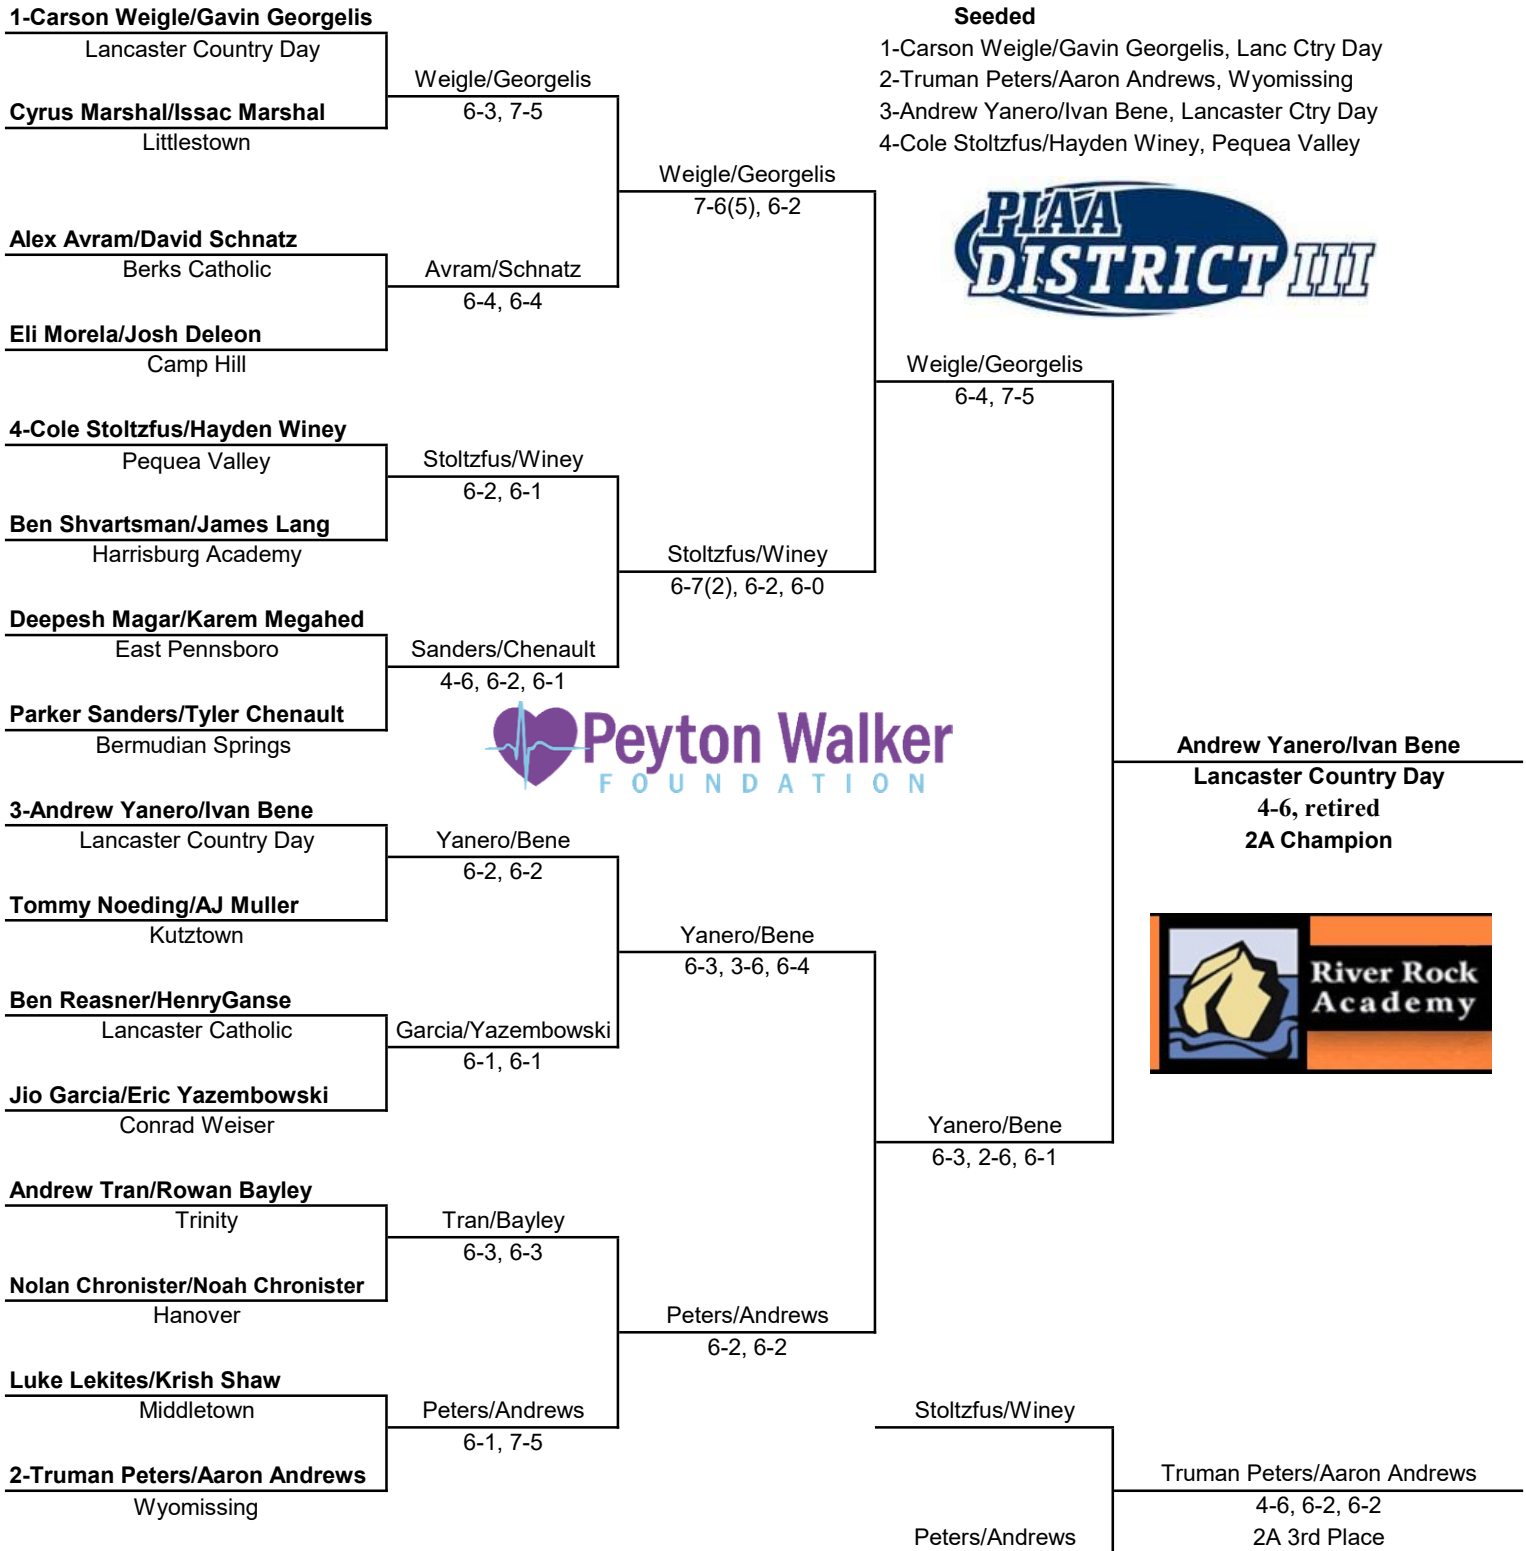 1-Carson Weigle/Gavin Georgelis
Lancaster Country Day
Cyrus Marshal/Issac Marshal
Littlestown
Alex Avram/David Schnatz
Berks Catholic
Eli Morela/Josh Deleon
Camp Hill
4-Cole Stoltzfus/Hayden Winey
Pequea Valley
Ben Shvartsman/James Lang
Harrisburg Academy
Deepesh Magar/Karem Megahed
East Pennsboro
Parker Sanders/Tyler Chenault
Bermudian Springs
3-Andrew Yanero/Ivan Bene
Lancaster Country Day
Tommy Noeding/AJ Muller
Kutztown
Ben Reasner/HenryGanse
Lancaster Catholic
Jio Garcia/Eric Yazembowski
Conrad Weiser
Andrew Tran/Rowan Bayley
Trinity
Nolan Chronister/Noah Chronister
Hanover
Luke Lekites/Krish Shaw
Middletown
2-Truman Peters/Aaron Andrews
Wyomissing
Weigle/Georgelis
6-3, 7-5
Avram/Schnatz
6-4, 6-4
Stoltzfus/Winey
6-2, 6-1
Sanders/Chenault
4-6, 6-2, 6-1
Yanero/Bene
6-2, 6-2
Garcia/Yazembowski
6-1, 6-1
Tran/Bayley
6-3, 6-3
Peters/Andrews
6-1, 7-5
Weigle/Georgelis
7-6(5), 6-2
Stoltzfus/Winey
6-7(2), 6-2, 6-0
Peyton Walker
FOUNDATION
Yanero/Bene
6-3, 3-6, 6-4
Peters/Andrews
6-2, 6-2
Seeded
1-Carson Weigle/Gavin Georgelis, Lanc Ctry Day
2-Truman Peters/Aaron Andrews, Wyomissing
3-Andrew Yanero/Ivan Bene, Lancaster Ctry Day
4-Cole Stoltzfus/Hayden Winey, Pequea Valley
PIAA
DISTRICT III
Weigle/Georgelis
6-4, 7-5
Yanero/Bene
6-3, 2-6, 6-1
Andrew Yanero/Ivan Bene
Lancaster Country Day
4-6, retired
2A Champion
River Rock
Academy
Stoltzfus/Winey
Peters/Andrews
Truman Peters/Aaron Andrews
4-6, 6-2, 6-2
2A 3rd Place